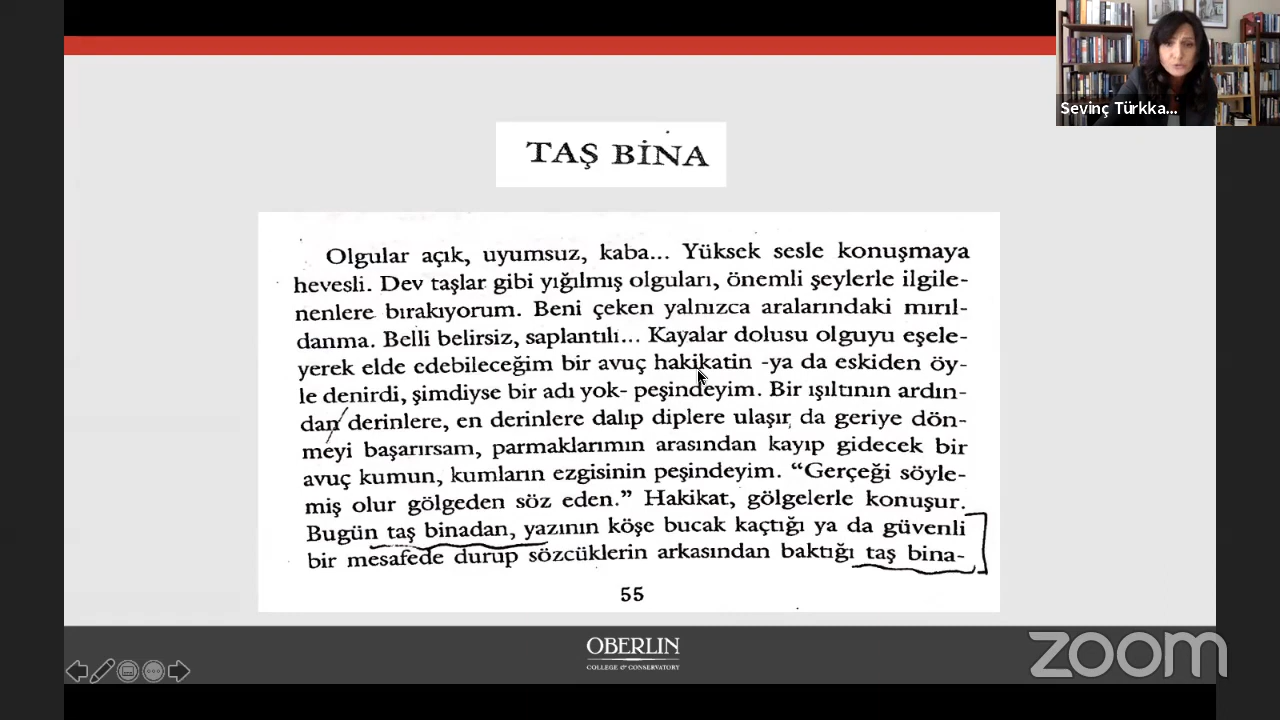 Sevinç Türkka...
TAŞ BİNA
Olgular açık, uyumsuz, kaba... Yüksek sesle konuşmaya
hevesli. Dev taşlar gibi yığılmış olguları, önemli şeylerle ilgile-
nenlere bırakıyorum. Beni çeken yalnızca aralarındaki mırıl-
danma. Belli belirsiz, saplantılı... Kayalar dolusu olguyu eşele-
yerek elde edebileceğim bir avuç hakikatin -ya da eskiden öy-
le denirdi, şimdiyse bir adı yok- peşindeyim. Bir ışıltının ardın-
dan derinlere, en derinlere dalıp diplere ulaşır da geriye dön-
meyi başarırsam, parmaklarımın arasından kayıp gidecek bir
avuç kumun, kumların ezgisinin peşindeyim. “Gerçeği söyle-
miş olur gölgeden söz eden.” Hakikat, gölgelerle konuşur.
Bugün taş binadan, yazının köşe bucak kaçtığı ya da güvenli
bir mesafede durup sözcüklerin arkasından baktığı taş bina-
55
OBERLIN
COLLEGE & CONSERVATORY
zoom